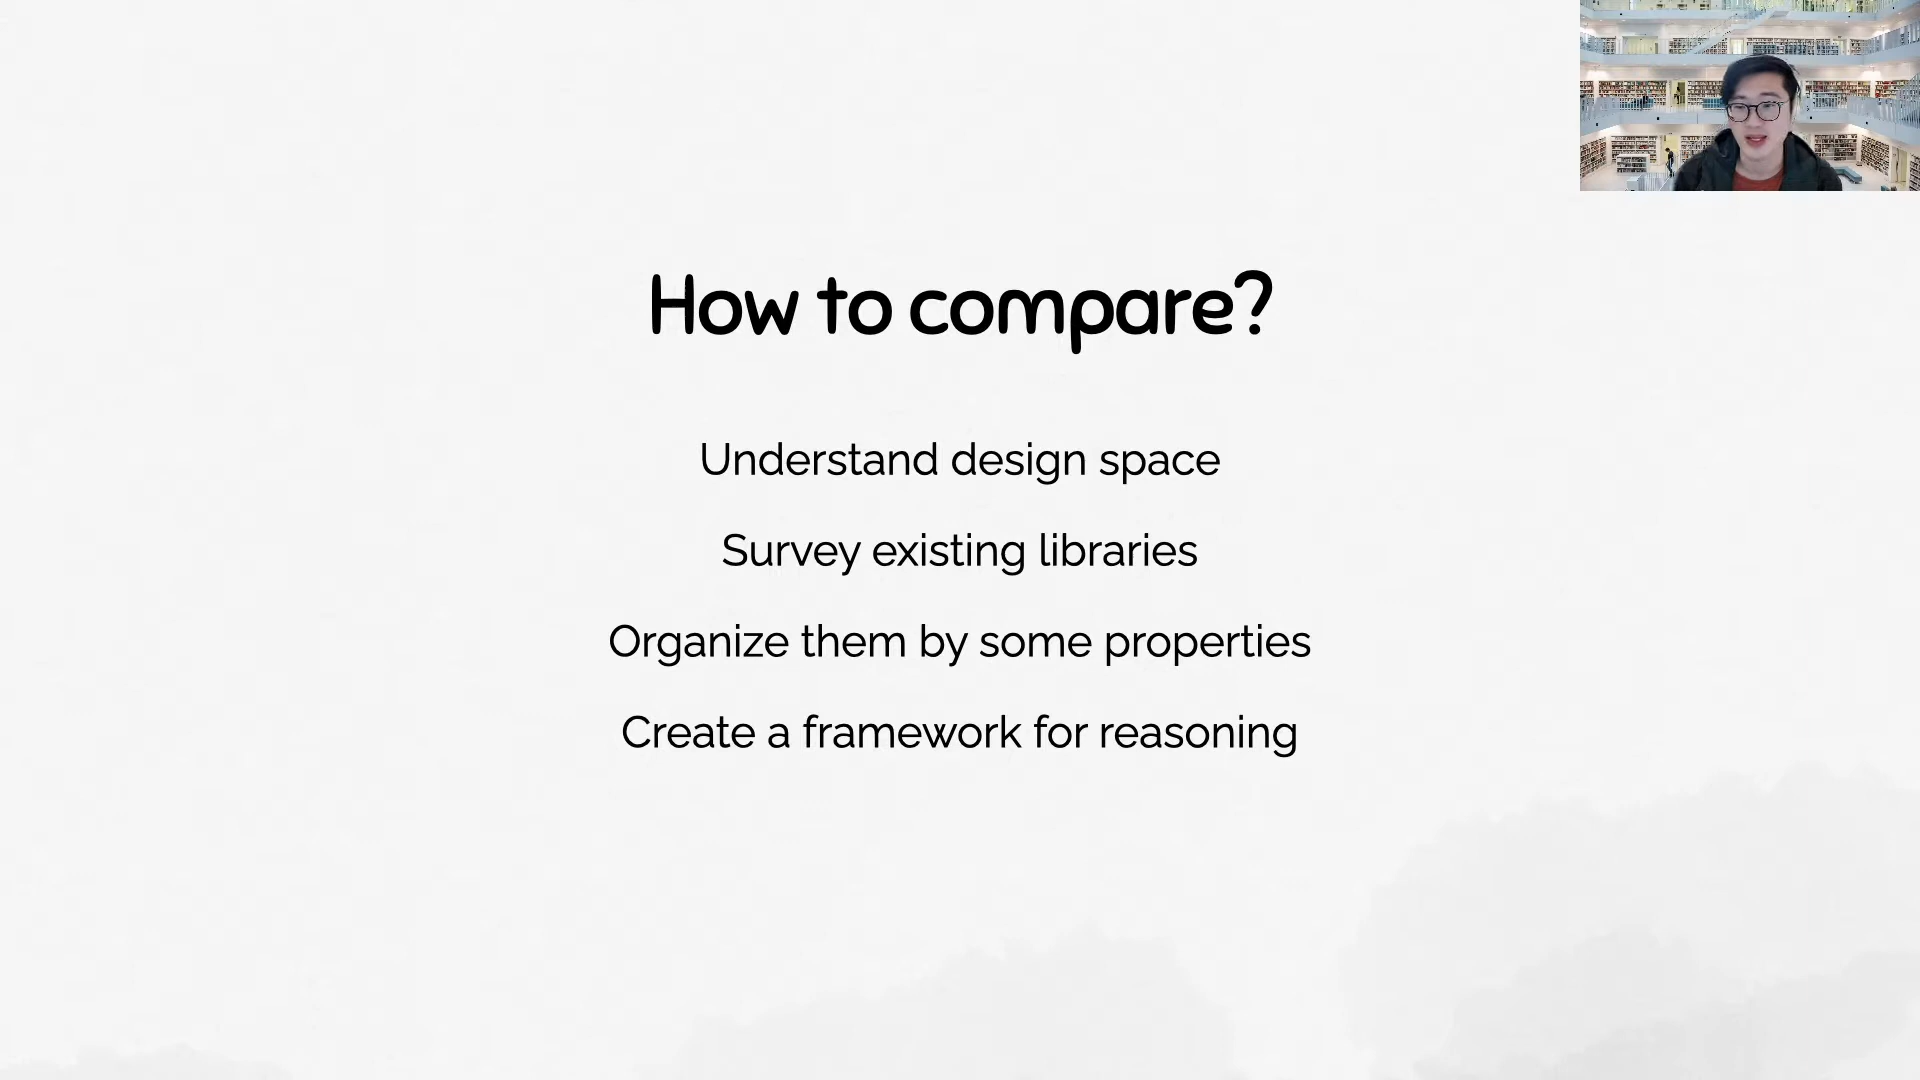 How to compare?
Understand design space
Survey existing libraries
Organize them by some properties
Create a framework for reasoning